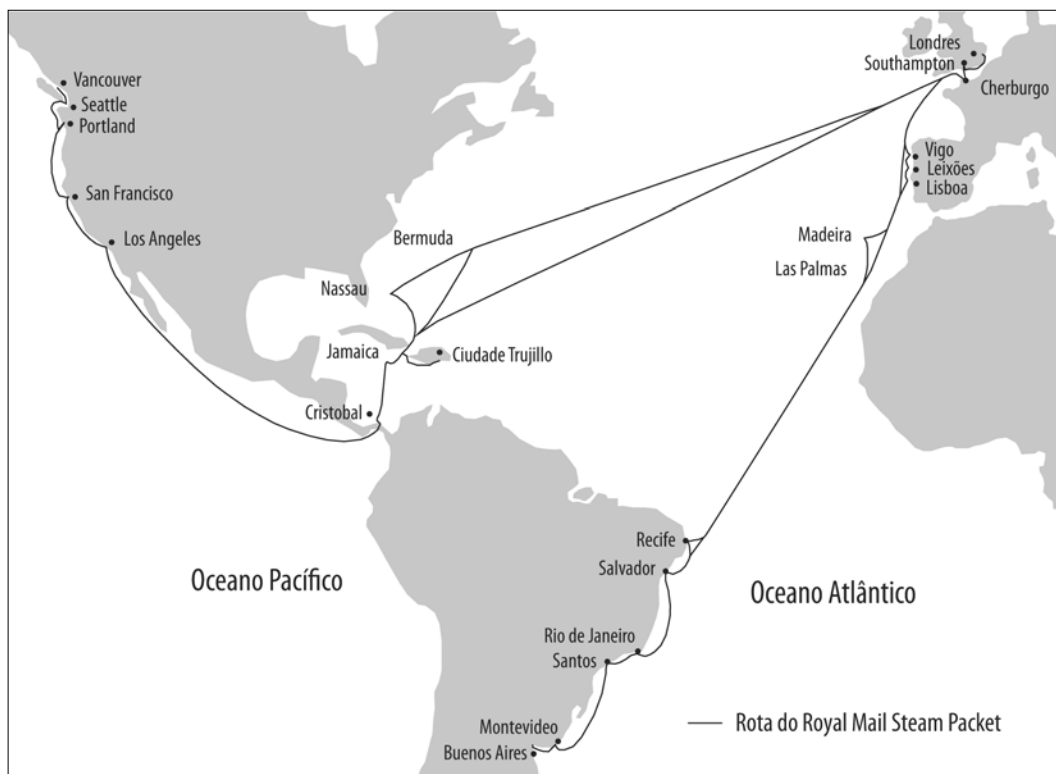 Londres
Southampton
Cherburgo
Vancouver
Seattle
Portland
Vigo
Leixões
Lisboa
San Francisco
Los Angeles
Bermuda
Madeira
Las Palmas
Nassau
Jamaica
Ciudade Trujillo
Cristobal
Recife
Salvador
Oceano Pacífico
Oceano Atlântico
Rio de Janeiro
Santos
Montevideo
Rota do Royal Mail Steam Packet
Buenos Aires